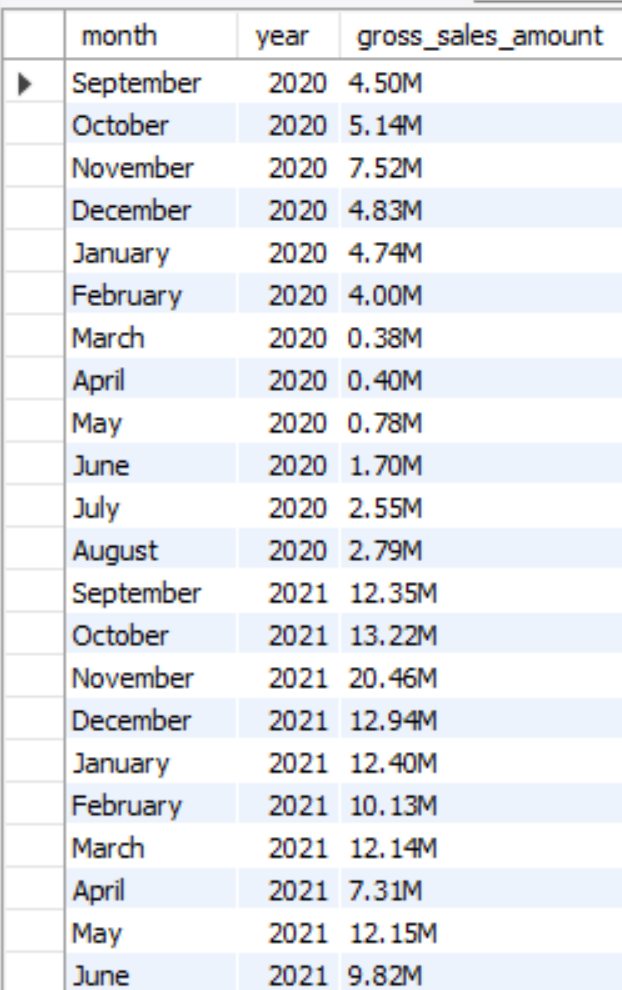 month year gross_sales_amount
September 2020 4.50M
October 2020 5.14M
November 2020 7.52M
December 2020 4.83M
January 2020 4.74M
February 2020 4.00M
March 2020 0.38M
April 2020 0.40M
May 2020 0.78M
June 2020 1.70M
July 2020 2.55M
August 2020 2.79M
September 2021 12.35M
October 2021 13.22M
November 2021 20.46M
December 2021 12.94M
January 2021 12.40M
February 2021 10.13M
March 2021 12.14M
April 2021 7.31M
May 2021 12.15M
June 2021 9.82M